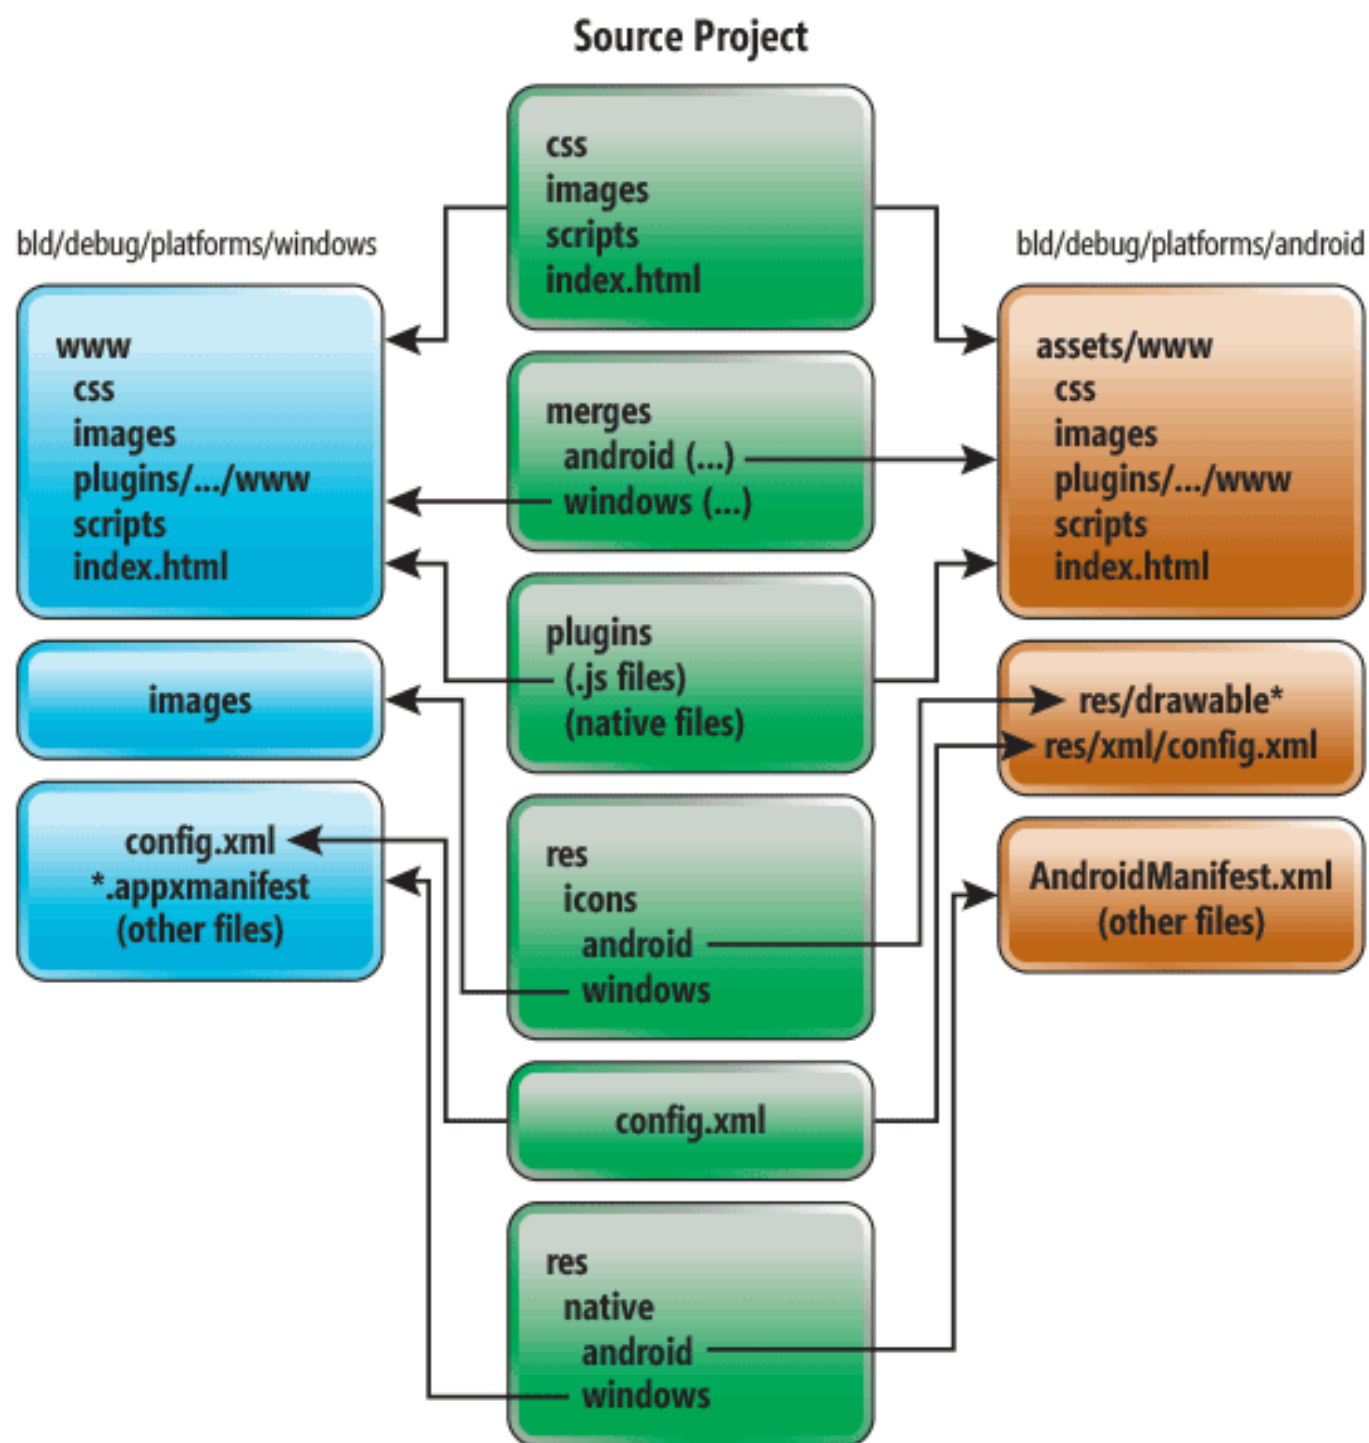 Source Project
css
images
scripts
index.html
bld/debug/platforms/windows
bld/debug/platforms/android
www
css
images
plugins/.../www
scripts
index.html
merges
android (...)
windows (...)
assets/www
css
images
plugins/.../www
scripts
index.html
plugins
(.js files)
(native files)
images
res/drawable*
res/xml/config.xml
config.xml
*.appxmanifest
(other files)
res
icons
android
windows
AndroidManifest.xml
(other files)
config.xml
res
native
android
windows